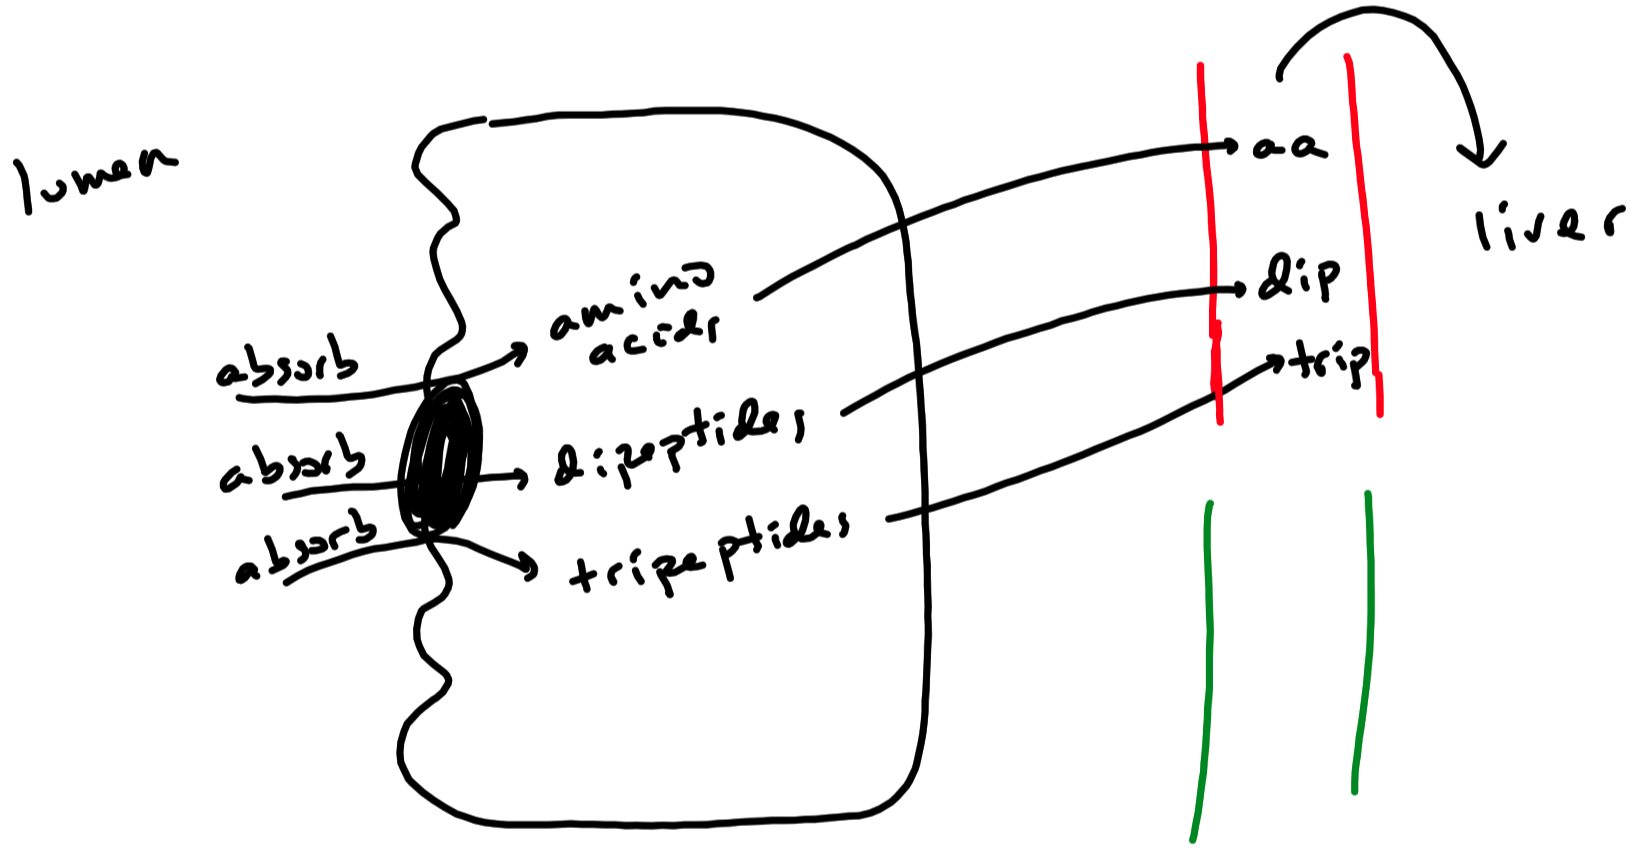 lumen
absorb
absorb
absorb
amino
acids
dipeptides
tripeptides
aa
dip
trip
liver